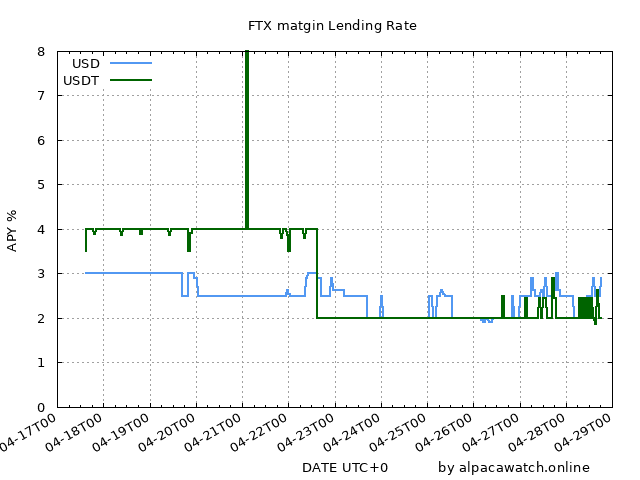 FTX matgin Lending Rate
USD
USDT
8
7
6
5
4
3
2
1
0
APY %
04-17T00
04-18T00
04-19T00
04-20T00
04-21T00
04-22T00
04-23T00
04-24T00
04-25T00
04-26T00
04-27T00
04-28T00
04-29T00
DATE UTC+0
by alpacawatch.online